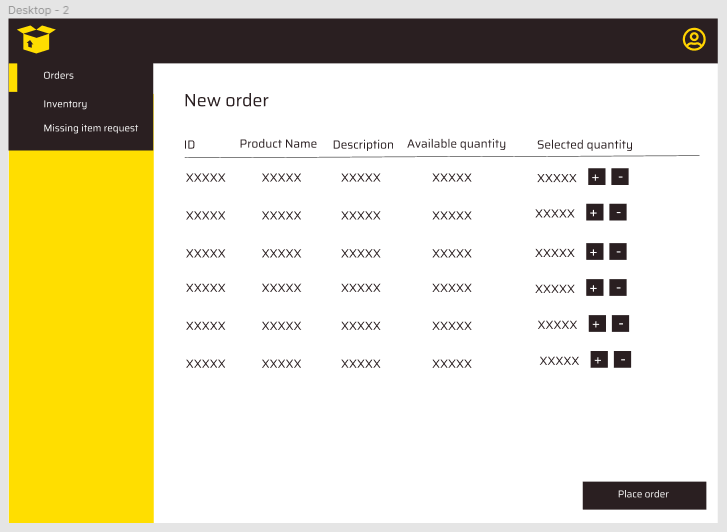 Desktop - 2
Orders
Inventory
Missing item request
New order
ID Product Name Description Available quantity Selected quantity
XXXXX XXXXX XXXXX XXXXX XXXXX + -
XXXXX XXXXX XXXXX XXXXX XXXXX + -
XXXXX XXXXX XXXXX XXXXX XXXXX + -
XXXXX XXXXX XXXXX XXXXX XXXXX + -
XXXXX XXXXX XXXXX XXXXX XXXXX + -
XXXXX XXXXX XXXXX XXXXX XXXXX + -
Place order